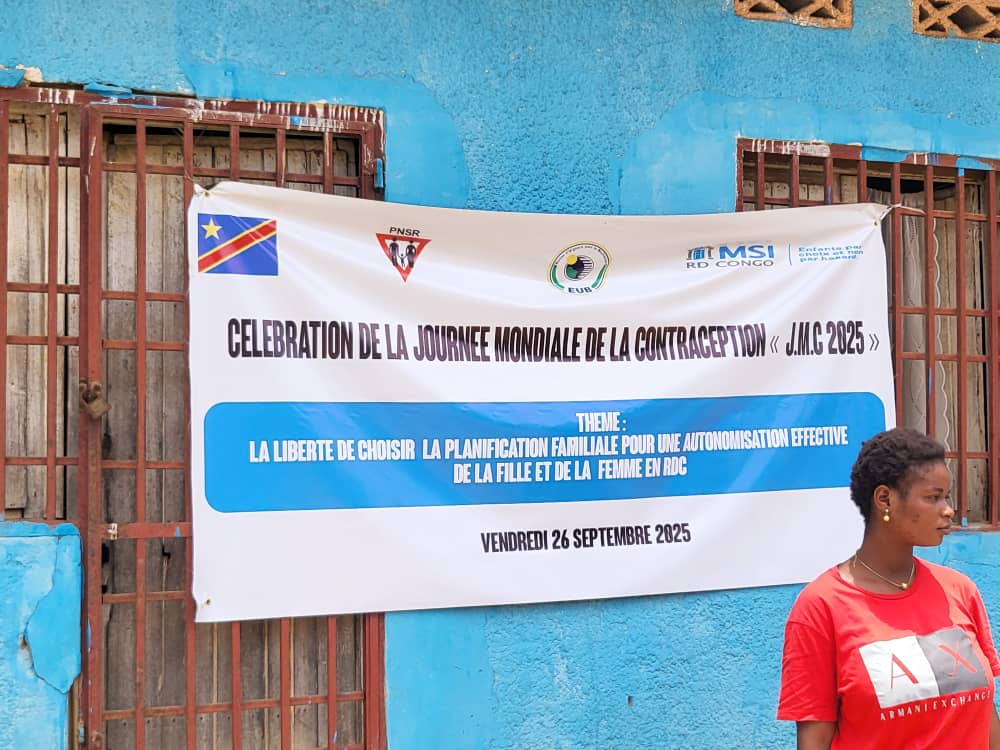 PNSR
EUB
MSI
RD CONGO
Enfants par
choix et non
par hasard.
CELEBRATION DE LA JOURNEE MONDIALE DE LA CONTRACEPTION « J.M.C 2025 »
THEME :
LA LIBERTE DE CHOISIR LA PLANIFICATION FAMILIALE POUR UNE AUTONOMISATION EFFECTIVE
DE LA FILLE ET DE LA FEMME EN RDC
VENDREDI 26 SEPTEMBRE 2025
A X
ARMANI EXCHANGE